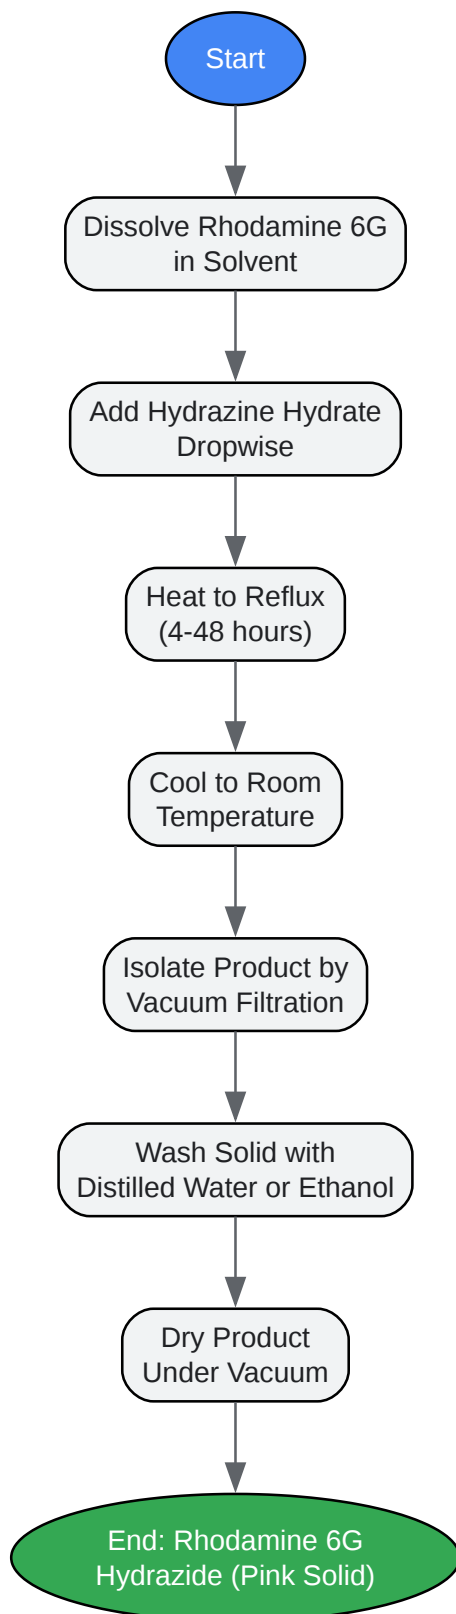 Start
Dissolve Rhodamine 6G
in Solvent
Add Hydrazine Hydrate
Dropwise
Heat to Reflux
(4-48 hours)
Cool to Room
Temperature
Isolate Product by
Vacuum Filtration
Wash Solid with
Distilled Water or Ethanol
Dry Product
Under Vacuum
End: Rhodamine 6G
Hydrazide (Pink Solid)